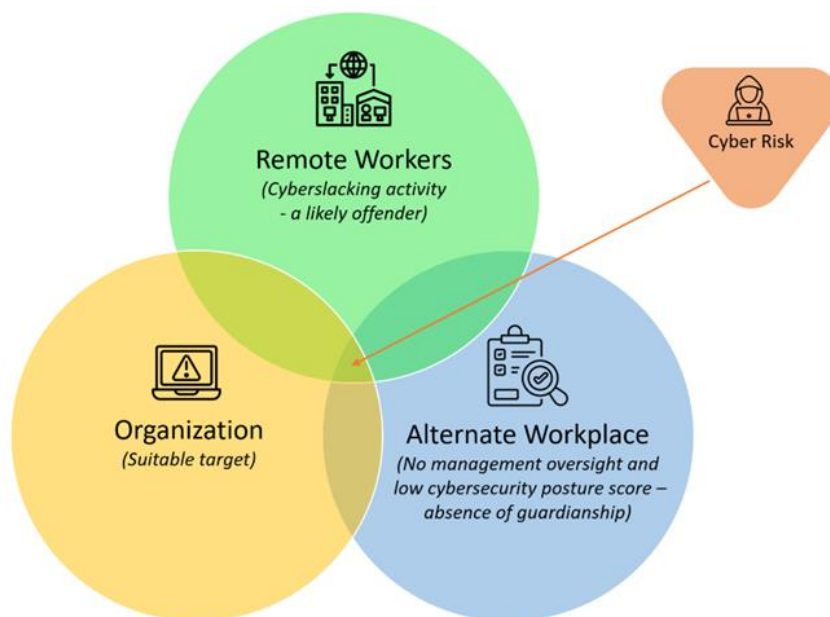 Remote Workers
(Cyberslacking activity
- a likely offender)
Cyber Risk
Organization
(Suitable target)
Alternate Workplace
(No management oversight and
low cybersecurity posture score –
absence of guardianship)